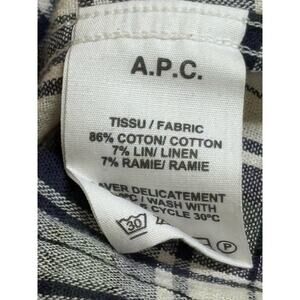 A.P.C.
TISSU / FABRIC
86% COTON/ COTTON
7% LIN/ LINEN
7% RAMIE/ RAMIE
AVER DELICATEMENT
°C / WASH WITH
CYCLE 30°C
30 P